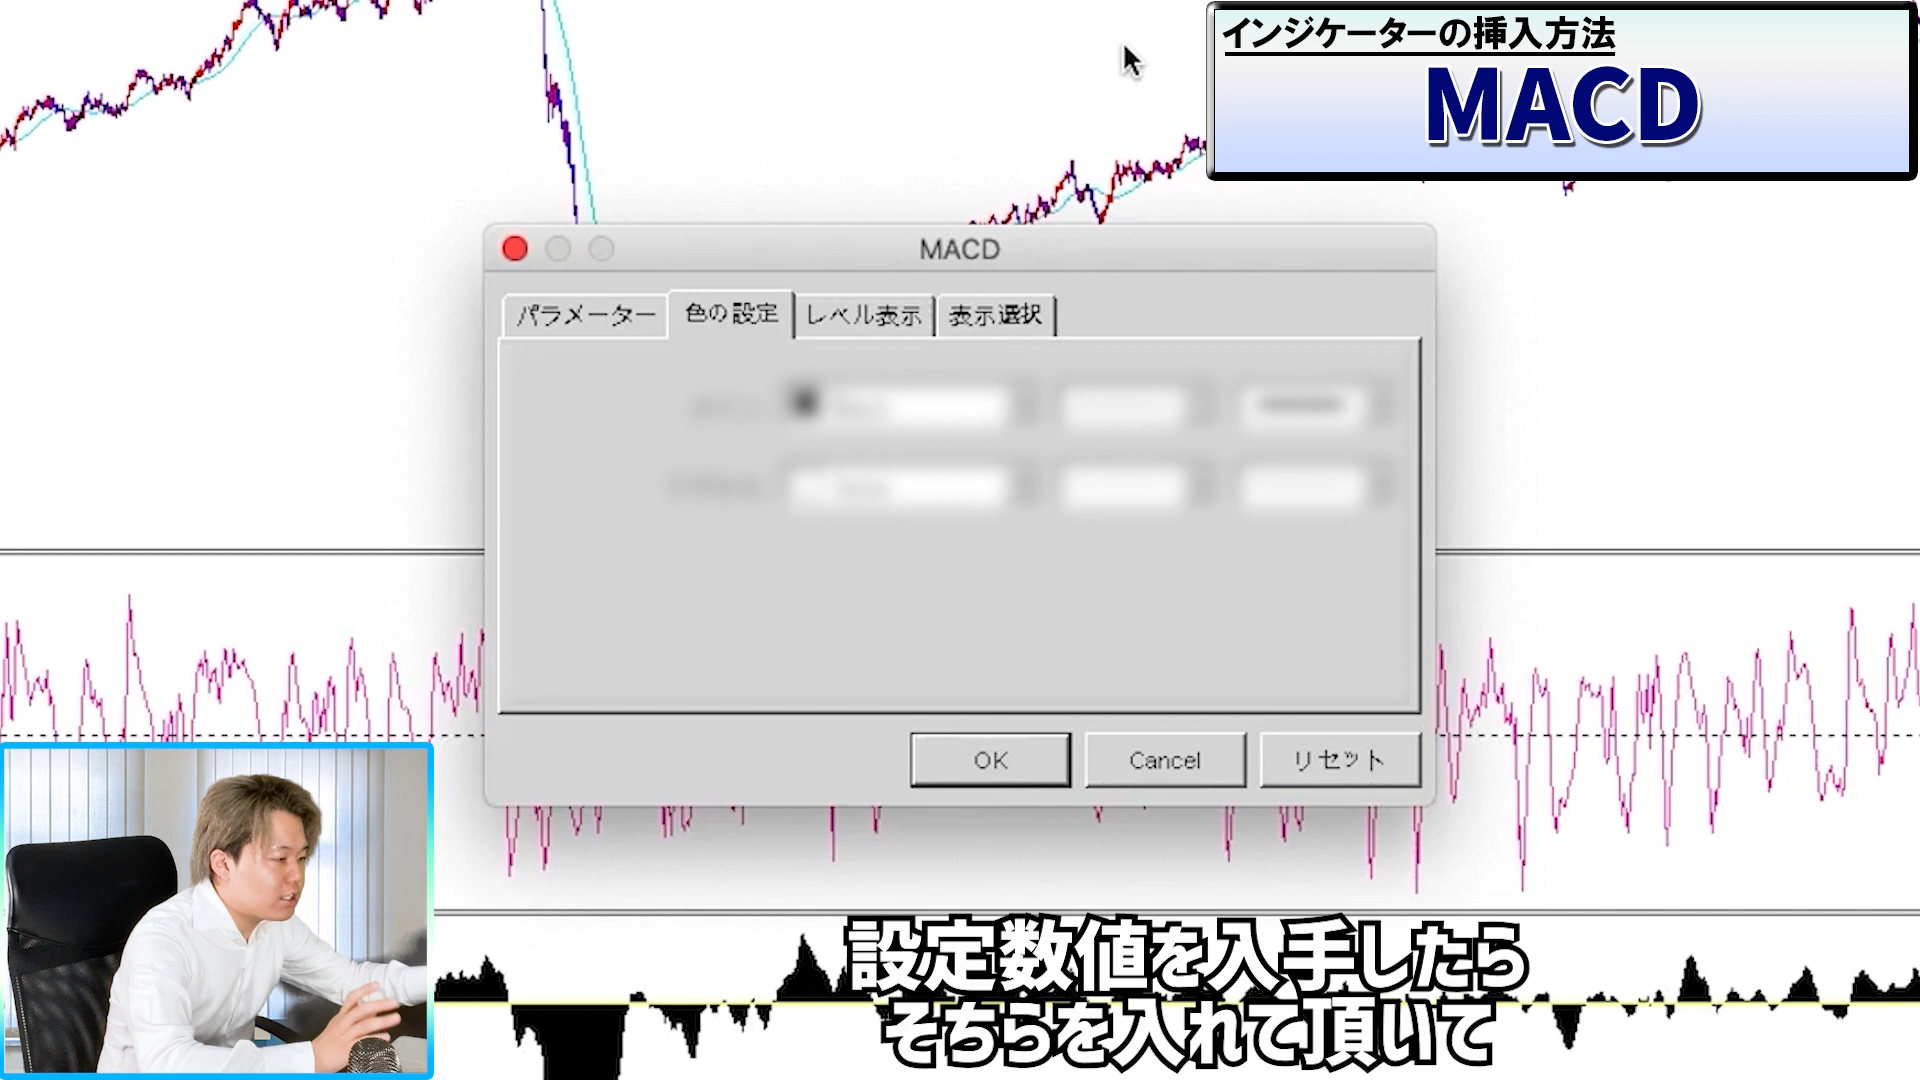 インジケーターの挿入方法
MACD
MACD
パラメーター 色の設定 レベル表示 表示選択
OK Cancel リセット
設定数値を入手したら
そちらを入れて頂いて